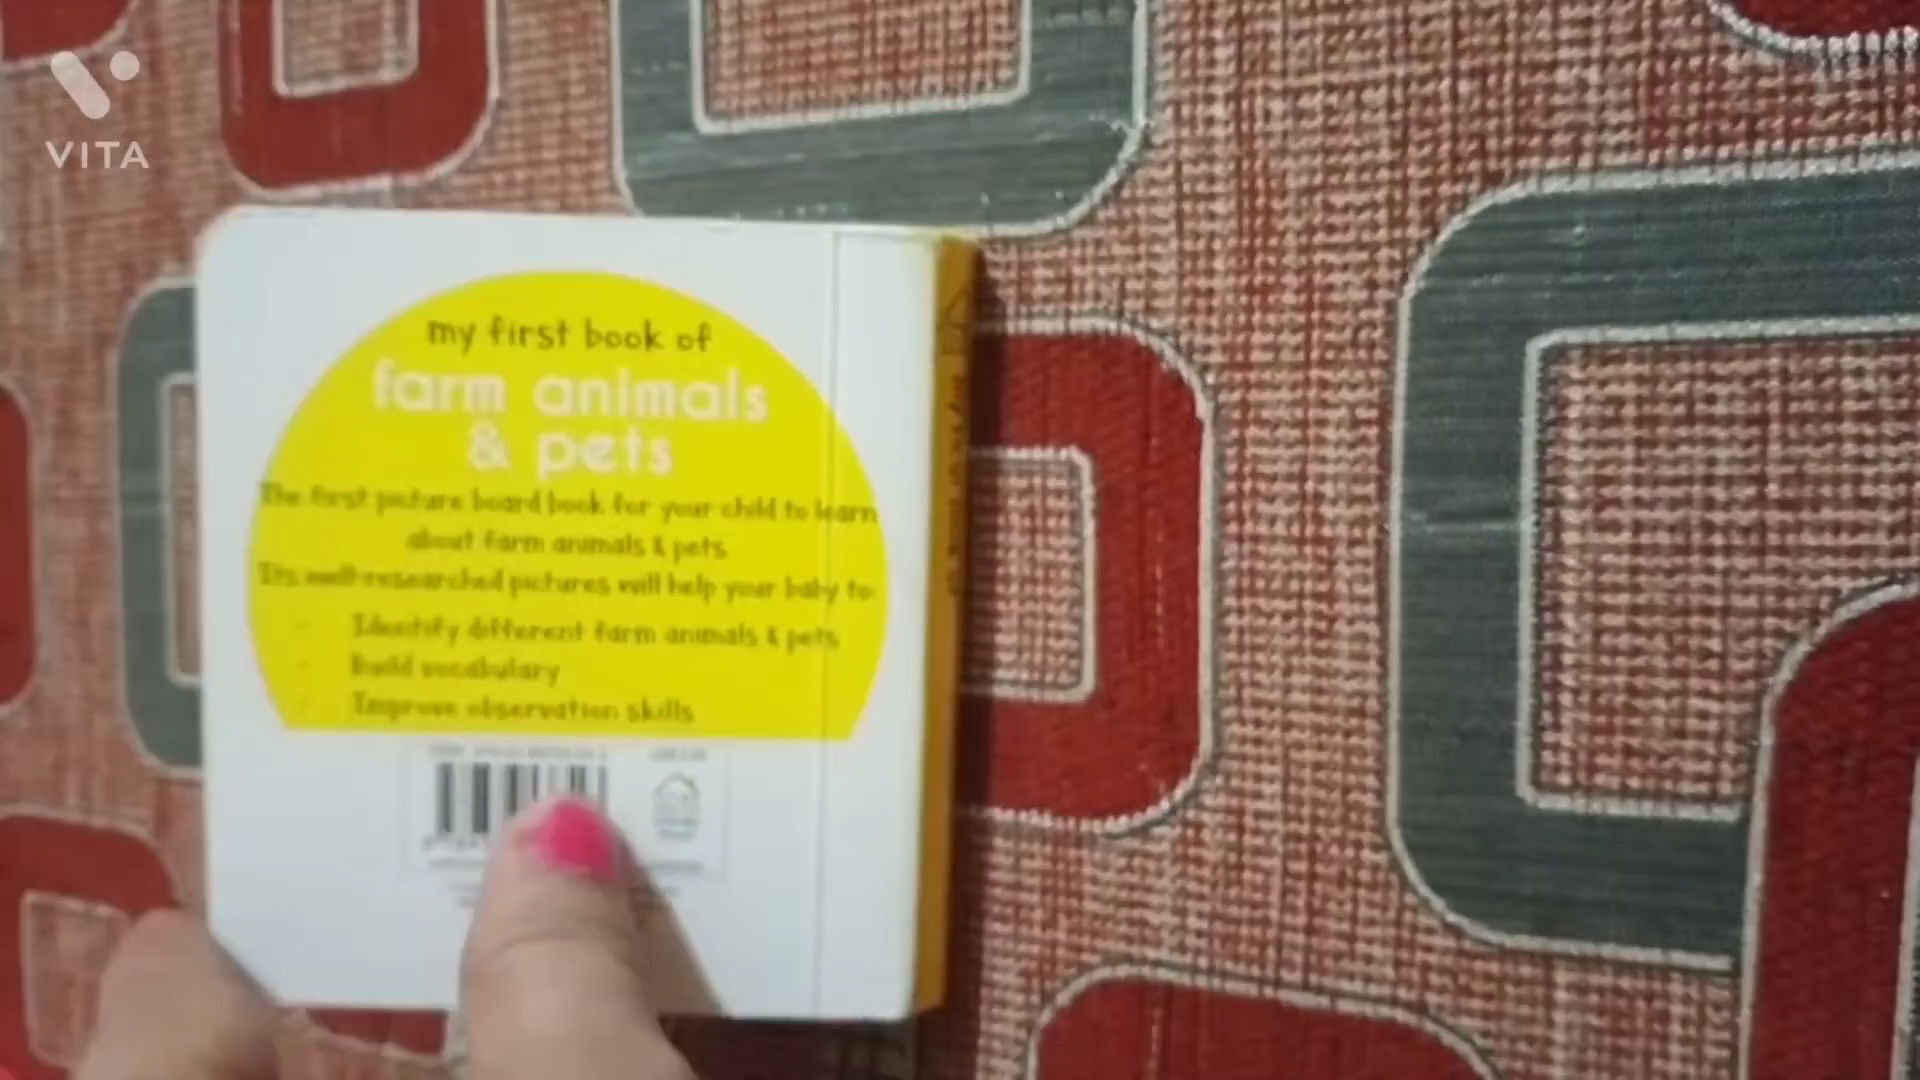 VITA
my first book of
farm animals
& pets
The first picture board book for your child to learn
about farm animals & pets
Its well-researched pictures will help your baby to:
- Identify different farm animals & pets
- Build vocabulary
- Improve observation skills